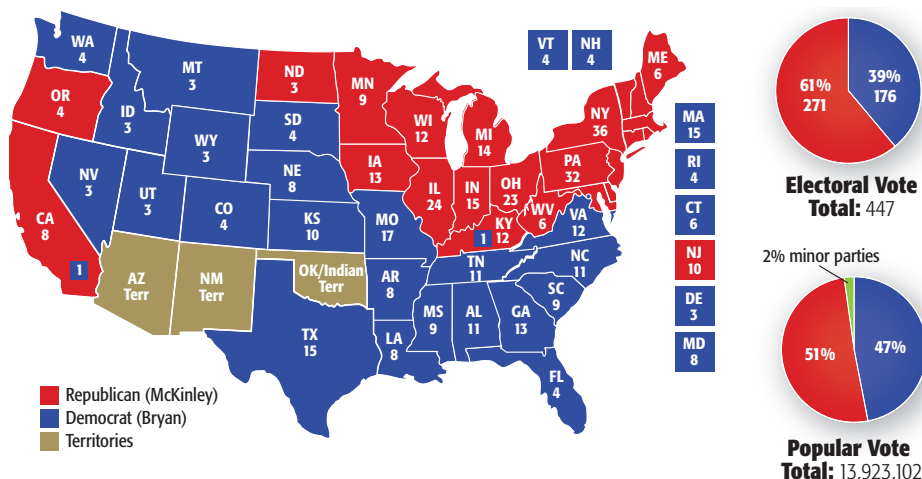 WA
4
OR
4
CA
8
1
NV
3
ID
3
MT
3
WY
3
UT
3
CO
4
AZ
Terr
NM
Terr
ND
3
SD
4
NE
8
KS
10
OK/Indian
Terr
TX
15
MN
9
IA
13
MO
17
AR
8
LA
8
WI
12
IL
24
MI
14
IN
15
OH
23
KY
12
1
TN
11
MS
9
AL
11
GA
13
FL
4
SC
9
NC
11
VA
12
WV
6
PA
32
NY
36
ME
6
VT
4
NH
4
MA
15
RI
4
CT
6
NJ
10
DE
3
MD
8
Republican (McKinley)
Democrat (Bryan)
Territories
61%
271
39%
176
Electoral Vote
Total: 447
2% minor parties
51%
47%
Popular Vote
Total: 13,923,102